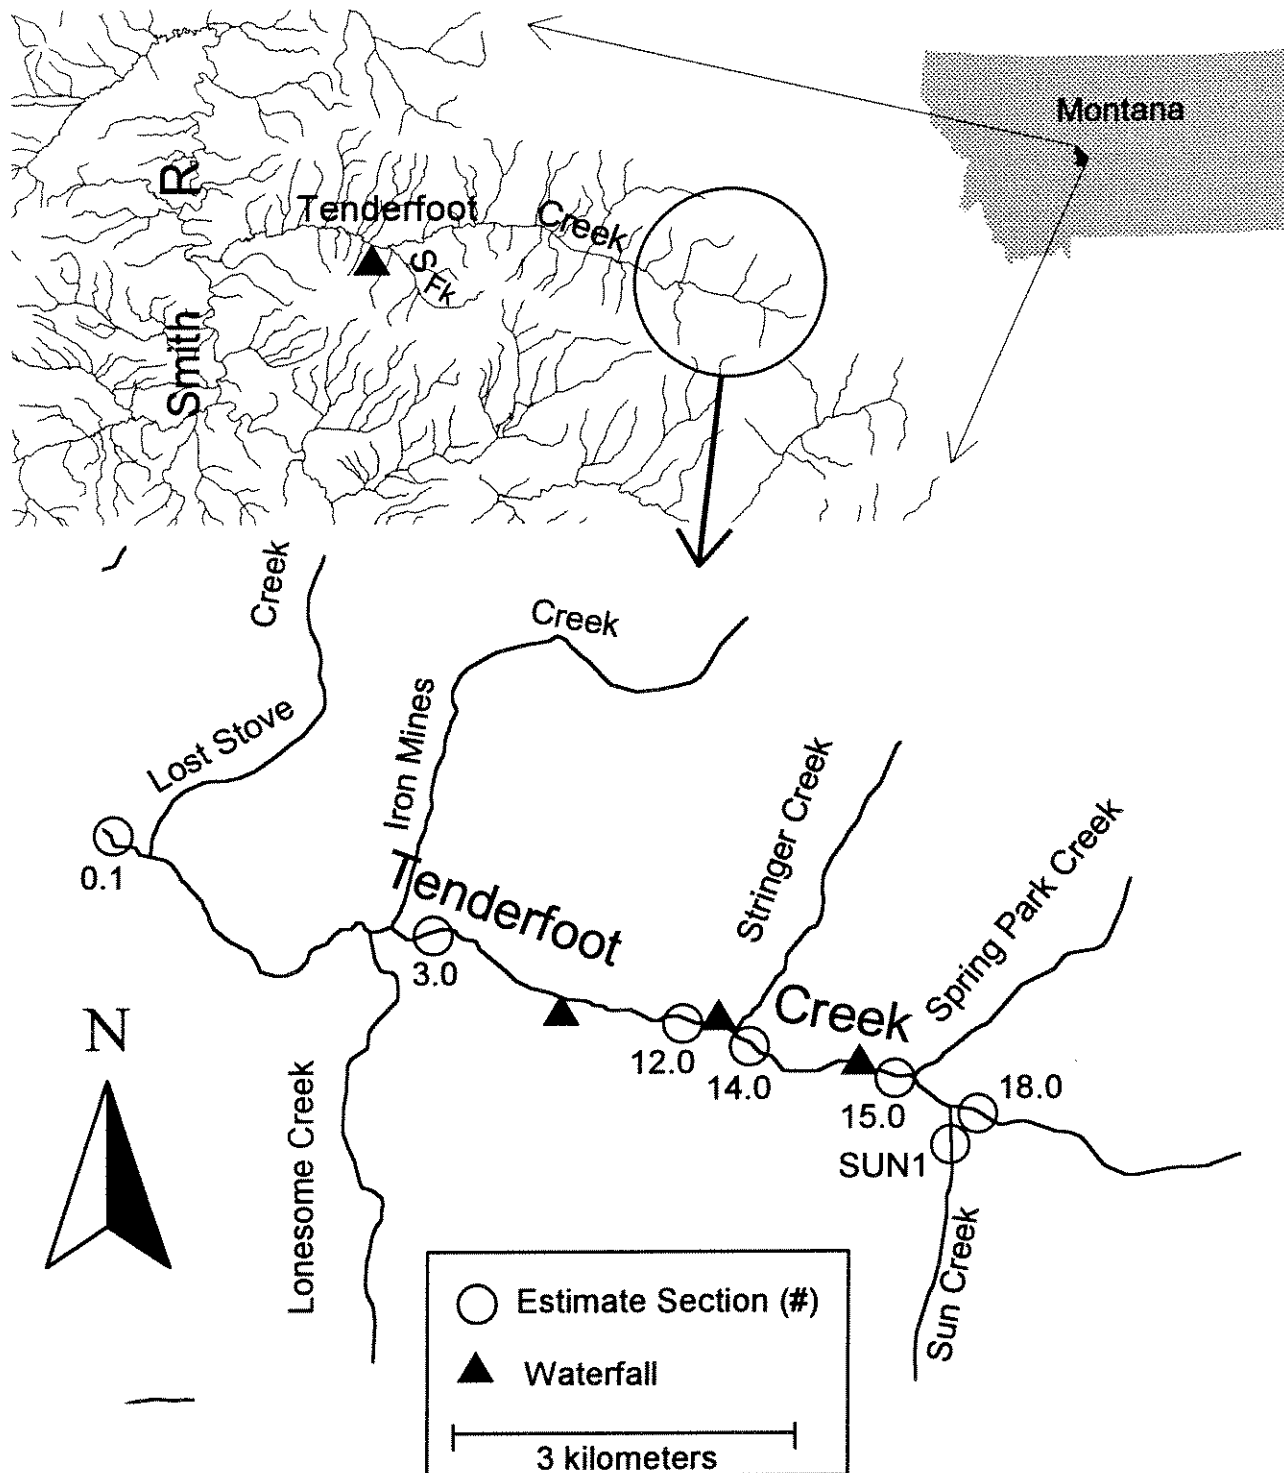 Montana
Smith R
Tenderfoot Creek
S Fk
Creek
Lost Stove
Creek
Iron Mines
Stringer Creek
Spring Park Creek
0.1
Tenderfoot
Creek
3.0
N
12.0
14.0
15.0
18.0
SUN1
Lonesome Creek
Sun Creek
Estimate Section (#)
Waterfall
3 kilometers